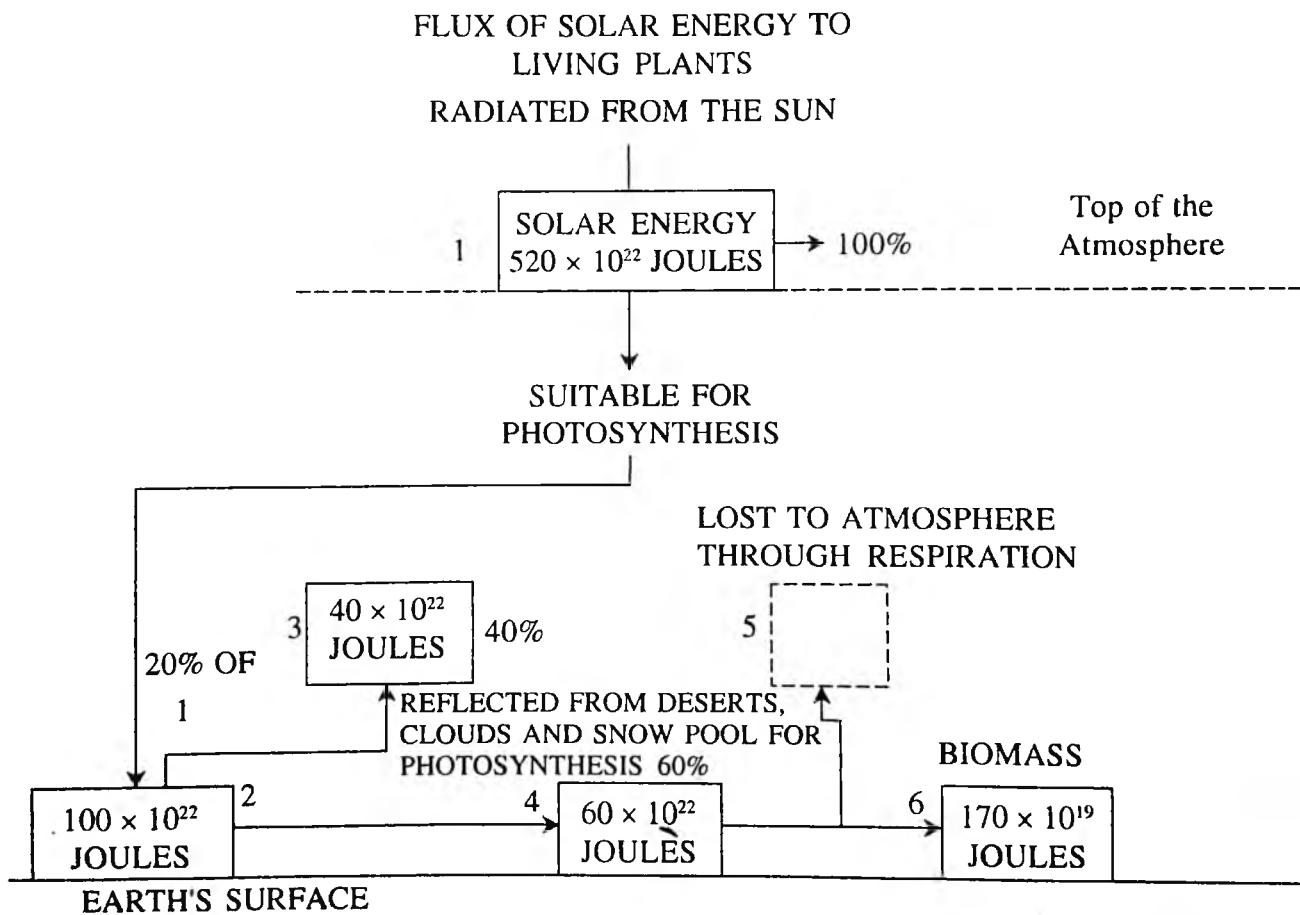 FLUX OF SOLAR ENERGY TO
LIVING PLANTS
RADIATED FROM THE SUN
1
SOLAR ENERGY
520 × 10²² JOULES
100%
Top of the
Atmosphere
SUITABLE FOR
PHOTOSYNTHESIS
LOST TO ATMOSPHERE
THROUGH RESPIRATION
3
40 × 10²²
JOULES
40%
5
20% OF
1
REFLECTED FROM DESERTS,
CLOUDS AND SNOW POOL FOR
PHOTOSYNTHESIS 60%
BIOMASS
2
100 × 10²²
JOULES
4
60 × 10²²
JOULES
6
170 × 10¹⁹
JOULES
EARTH'S SURFACE